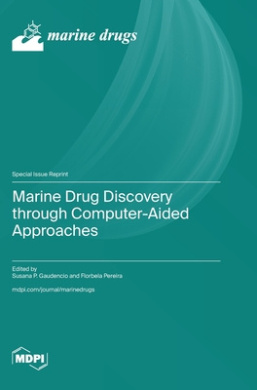 marine drugs
Special Issue Reprint
Marine Drug Discovery
through Computer-Aided
Approaches
Edited by
Susana P. Gaudencio and Florbela Pereira
mdpi.com/journal/marinedrugs
MDPI